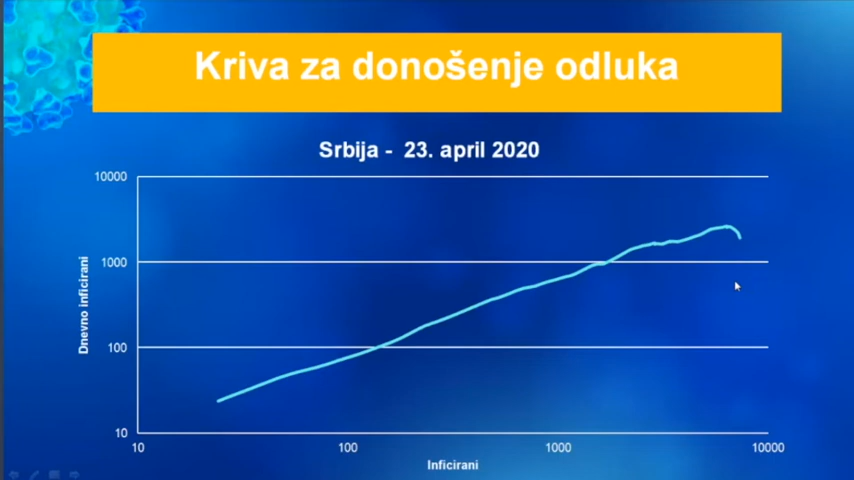 Kriva za donošenje odluka
Srbija - 23. april 2020
10000
1000
100
10
Dnevno inficirani
10
100
1000
10000
Inficirani